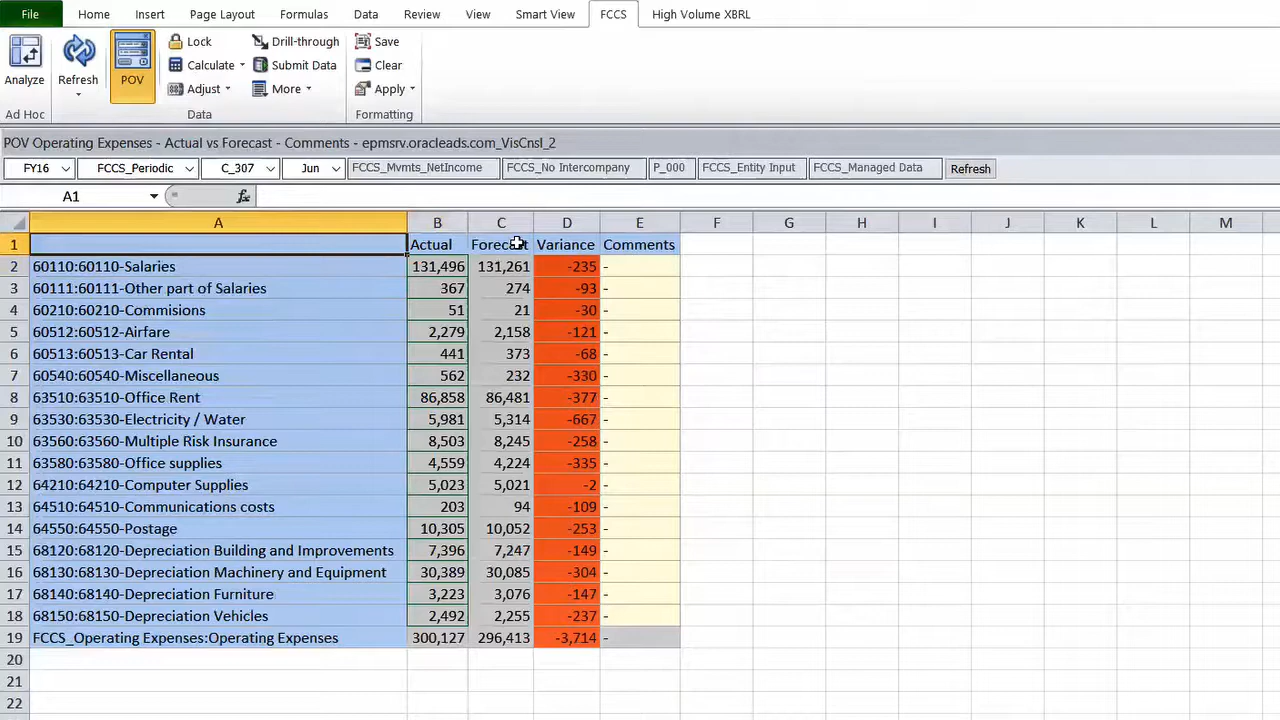 File Home Insert Page Layout Formulas Data Review View Smart View FCCS High Volume XBRL
Analyze Refresh POV Lock Drill-through Save
Calculate Submit Data Clear
Adjust More Apply
Ad Hoc Data Formatting
POV Operating Expenses - Actual vs Forecast - Comments - epmsrv.oracleads.com_VisCnsl_2
FY16 FCCS_Periodic C_307 Jun FCCS_Mvmts_NetIncome FCCS_No Intercompany P_000 FCCS_Entity Input FCCS_Managed Data Refresh
A1 = fx
A B C D E F G H I J K L M
1 Actual Forecast Variance Comments
2 60110:60110-Salaries 131,496 131,261 -235 -
3 60111:60111-Other part of Salaries 367 274 -93 -
4 60210:60210-Commisions 51 21 -30 -
5 60512:60512-Airfare 2,279 2,158 -121 -
6 60513:60513-Car Rental 441 373 -68 -
7 60540:60540-Miscellaneous 562 232 -330 -
8 63510:63510-Office Rent 86,858 86,481 -377 -
9 63530:63530-Electricity / Water 5,981 5,314 -667 -
10 63560:63560-Multiple Risk Insurance 8,503 8,245 -258 -
11 63580:63580-Office supplies 4,559 4,224 -335 -
12 64210:64210-Computer Supplies 5,023 5,021 -2 -
13 64510:64510-Communications costs 203 94 -109 -
14 64550:64550-Postage 10,305 10,052 -253 -
15 68120:68120-Depreciation Building and Improvements 7,396 7,247 -149 -
16 68130:68130-Depreciation Machinery and Equipment 30,389 30,085 -304 -
17 68140:68140-Depreciation Furniture 3,223 3,076 -147 -
18 68150:68150-Depreciation Vehicles 2,492 2,255 -237 -
19 FCCS_Operating Expenses:Operating Expenses 300,127 296,413 -3,714 -
20
21
22